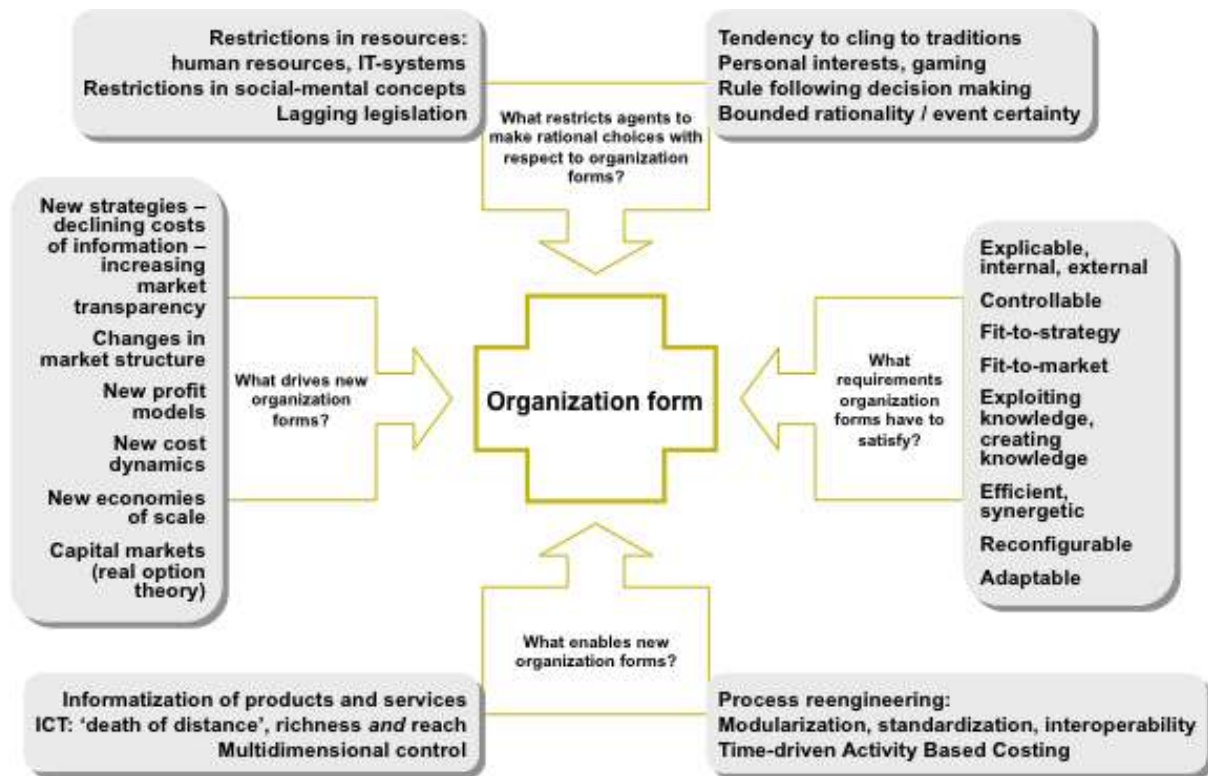 Restrictions in resources:
human resources, IT-systems
Restrictions in social-mental concepts
Lagging legislation
Tendency to cling to traditions
Personal interests, gaming
Rule following decision making
Bounded rationality / event certainty
What restricts agents to
make rational choices with
respect to organization
forms?
New strategies –
declining costs
of information –
increasing
market
transparency
Changes in
market structure
New profit
models
New cost
dynamics
New economies
of scale
Capital markets
(real option
theory)
What drives new
organization
forms?
Organization form
What
requirements
organization
forms have to
satisfy?
Explicable,
internal, external
Controllable
Fit-to-strategy
Fit-to-market
Exploiting
knowledge,
creating
knowledge
Efficient,
synergetic
Reconfigurable
Adaptable
What enables new
organization forms?
Informatization of products and services
ICT: ‘death of distance’, richness and reach
Multidimensional control
Process reengineering:
Modularization, standardization, interoperability
Time-driven Activity Based Costing